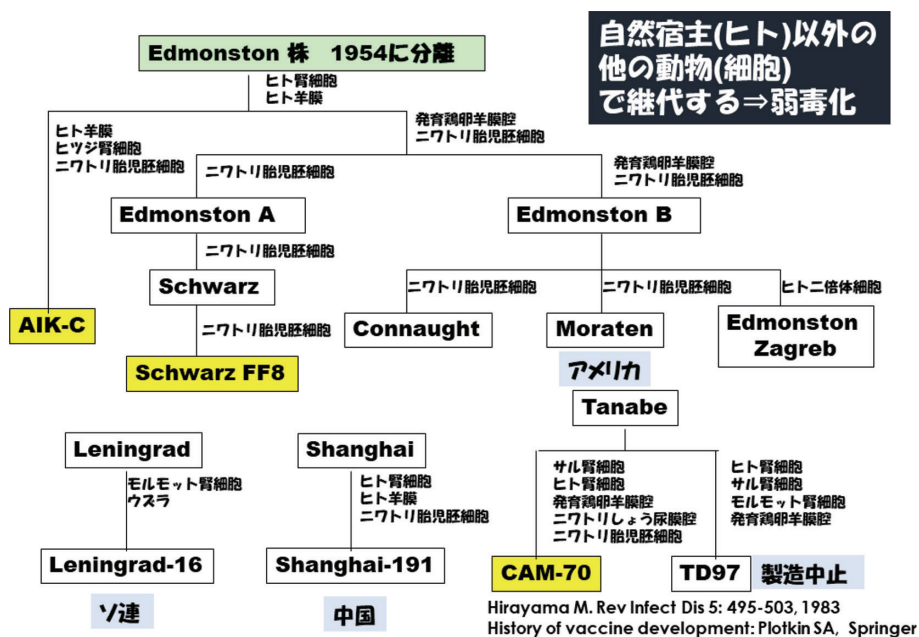 Edmonston 株 1954に分離
自然宿主(ヒト)以外の
他の動物(細胞)
で継代する⇒弱毒化
ヒト腎細胞
ヒト羊膜
ヒト羊膜
ヒツジ腎細胞
ニワトリ胎児胚細胞
発育鶏卵羊膜腔
ニワトリ胎児胚細胞
ニワトリ胎児胚細胞
発育鶏卵羊膜腔
ニワトリ胎児胚細胞
Edmonston A
Edmonston B
ニワトリ胎児胚細胞
Schwarz
ニワトリ胎児胚細胞
ニワトリ胎児胚細胞
ヒト二倍体細胞
AIK-C
ニワトリ胎児胚細胞
Connaught
Moraten
Edmonston
Zagreb
Schwarz FF8
アメリカ
Tanabe
Leningrad
Shanghai
モルモット腎細胞
ウズラ
ヒト腎細胞
ヒト羊膜
ニワトリ胎児胚細胞
サル腎細胞
ヒト腎細胞
発育鶏卵羊膜腔
ニワトリしょう尿膜腔
ニワトリ胎児胚細胞
ヒト腎細胞
サル腎細胞
モルモット腎細胞
発育鶏卵羊膜腔
Leningrad-16
Shanghai-191
CAM-70
TD97
製造中止
ソ連
中国
Hirayama M. Rev Infect Dis 5: 495-503, 1983
History of vaccine development: Plotkin SA, Springer